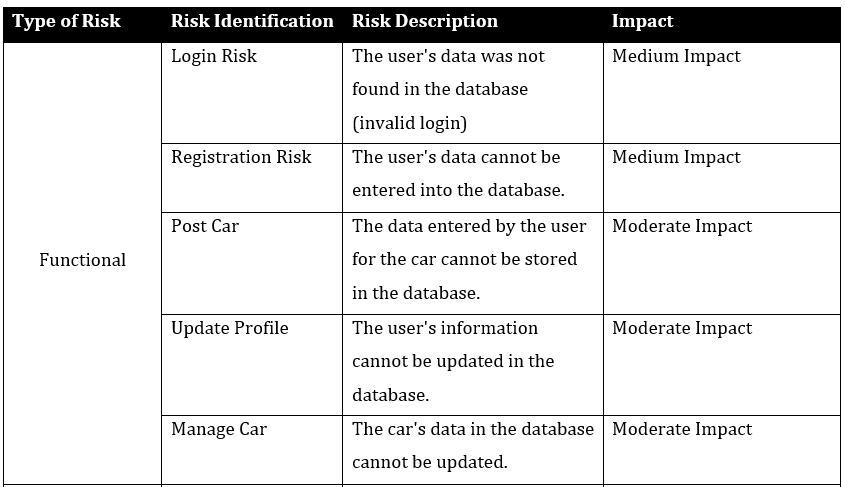 Type of Risk Risk Identification Risk Description Impact
Login Risk The user's data was not Medium Impact
found in the database
(invalid login)
Registration Risk The user's data cannot be Medium Impact
entered into the database.
Post Car The data entered by the user Moderate Impact
Functional for the car cannot be stored
in the database.
Update Profile The user's information Moderate Impact
cannot be updated in the
database.
Manage Car The car's data in the database Moderate Impact
cannot be updated.